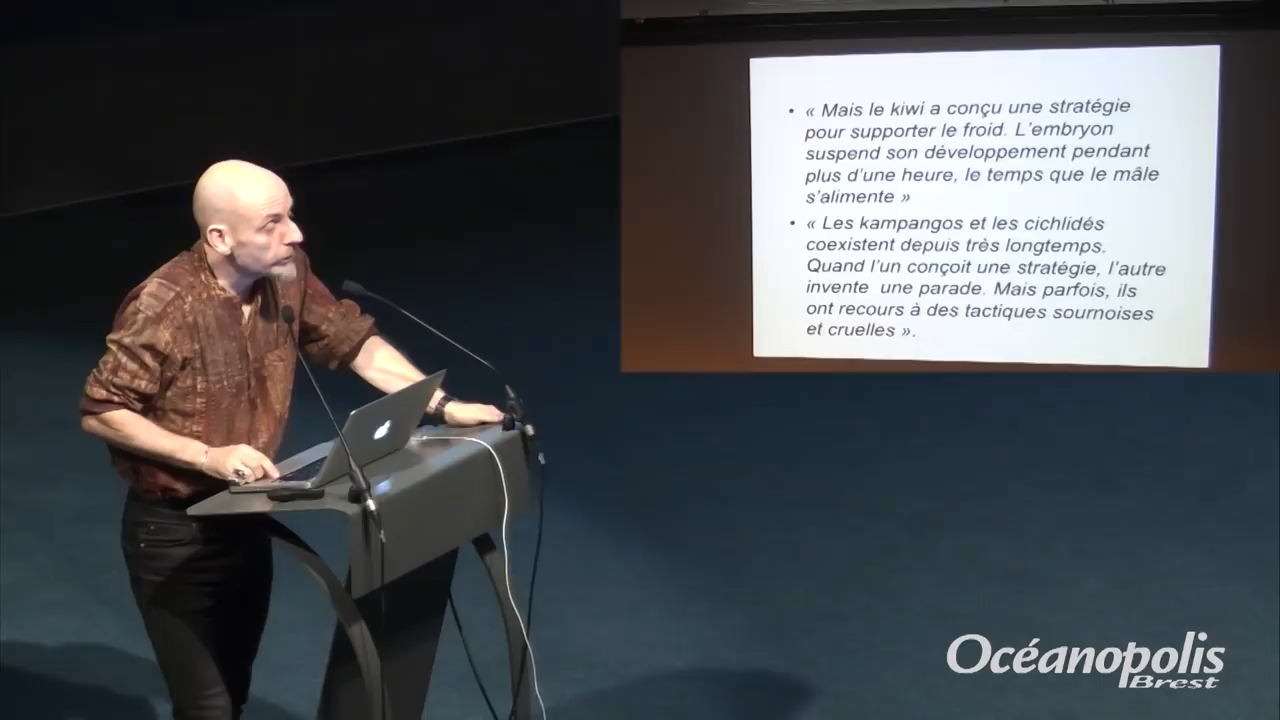 • « Mais le kiwi a conçu une stratégie
pour supporter le froid. L'embryon
suspend son développement pendant
plus d'une heure, le temps que le mâle
s'alimente »
• « Les kampangos et les cichlidés
coexistent depuis très longtemps.
Quand l'un conçoit une stratégie, l'autre
invente une parade. Mais parfois, ils
ont recours à des tactiques sournoises
et cruelles ».
Océanopolis
Brest